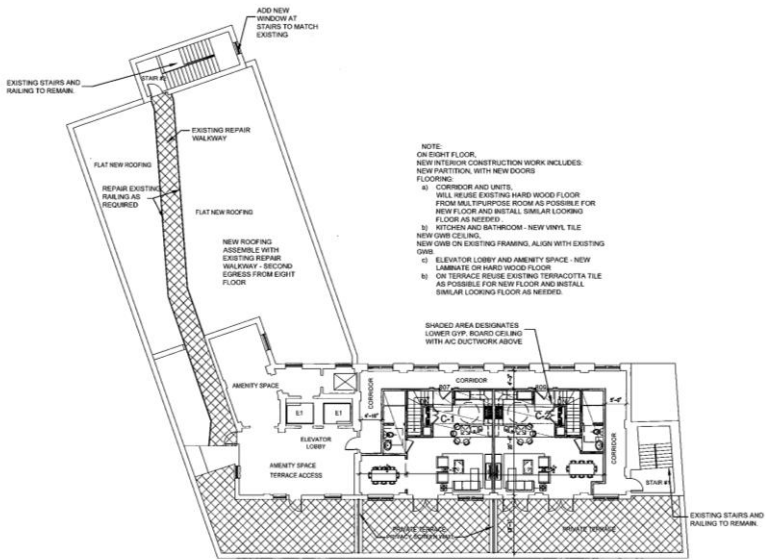 ADD NEW
WINDOW AT
STAIRS TO MATCH
EXISTING
EXISTING STAIRS AND
RAILING TO REMAIN.
STAIR #2
EXISTING REPAIR
WALKWAY
FLAT NEW ROOFING
REPAIR EXISTING
RAILING AS
REQUIRED
FLAT NEW ROOFING
NEW ROOFING
ASSEMBLE WITH
EXISTING REPAIR
WALKWAY - SECOND
EGRESS FROM EIGHT
FLOOR
NOTE:
ON EIGHT FLOOR,
NEW INTERIOR CONSTRUCTION WORK INCLUDES:
NEW PARTITION, WITH NEW DOORS
FLOORING:
a) CORRIDOR AND UNITS,
WILL REUSE EXISTING HARD WOOD FLOOR
FROM MULTIPURPOSE ROOM AS POSSIBLE FOR
NEW FLOOR AND INSTALL SIMILAR LOOKING
FLOOR AS NEEDED .
b) KITCHEN AND BATHROOM - NEW VINYL TILE
NEW GWB CEILING,
NEW GWB ON EXISTING FRAMING, ALIGN WITH EXISTING
GWB.
c) ELEVATOR LOBBY AND AMENITY SPACE - NEW
LAMINATE OR HARD WOOD FLOOR
b) ON TERRACE REUSE EXISTING TERRACOTTA TILE
AS POSSIBLE FOR NEW FLOOR AND INSTALL
SIMILAR LOOKING FLOOR AS NEEDED.
SHADED AREA DESIGNATES
LOWER GYP. BOARD CEILING
WITH A/C DUCTWORK ABOVE
AMENITY SPACE
CORRIDOR
CORRIDOR
C-1
C-2
E.1
E.1
ELEVATOR
LOBBY
CORRIDOR
AMENITY SPACE
TERRACE ACCESS
STAIR #1
EXISTING STAIRS AND
RAILING TO REMAIN.
PRIVATE TERRACE
PRIVACY SCREEN
PRIVATE TERRACE